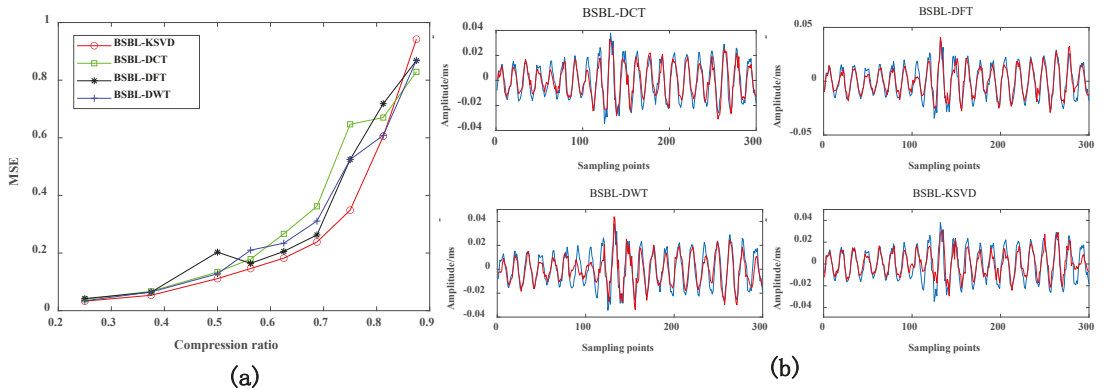 1
0.8
0.6
0.4
0.2
0
0.2 0.3 0.4 0.5 0.6 0.7 0.8 0.9
MSE
Compression ratio
BSBL-KSVD
BSBL-DCT
BSBL-DFT
BSBL-DWT
(a)
BSBL-DCT
0.04
0.02
0
-0.02
-0.04
Amplitude/ms
0 100 200 300
Sampling points
BSBL-DFT
0.05
0
-0.05
Amplitude/ms
0 100 200 300
Sampling points
BSBL-DWT
0.04
0.02
0
-0.02
-0.04
Amplitude/ms
0 100 200 300
Sampling points
BSBL-KSVD
0.04
0.02
0
-0.02
-0.04
Amplitude/ms
0 100 200 300
Sampling points
(b)